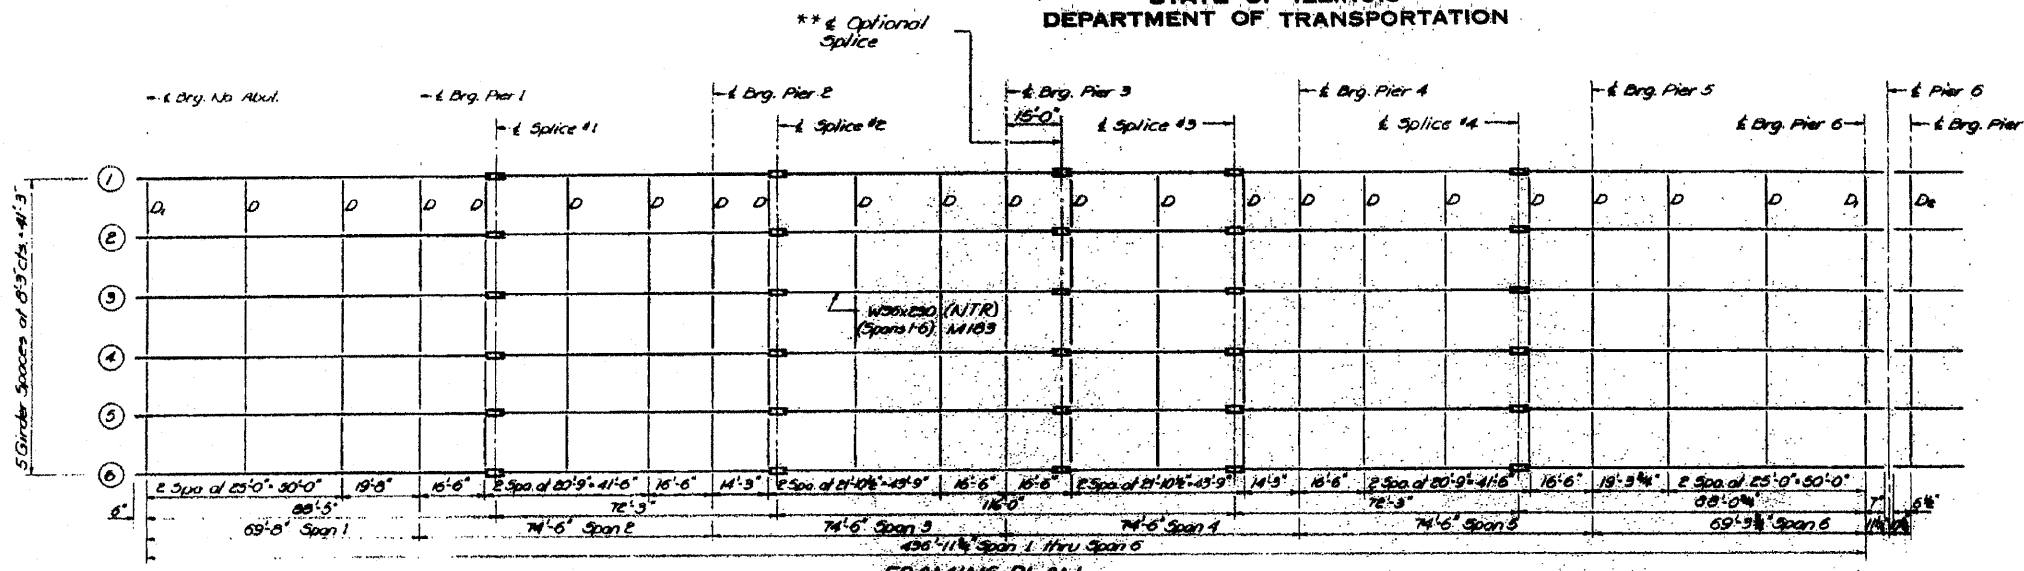 STATE OF ILLINOIS
DEPARTMENT OF TRANSPORTATION
** ℄ Optional
Splice
℄ Brg. No. Abut.
℄ Brg. Pier 1
℄ Brg. Pier 2
℄ Brg. Pier 3
℄ Brg. Pier 4
℄ Brg. Pier 5
℄ Pier 6
15'-0"
℄ Splice #1
℄ Splice #2
℄ Splice #3
℄ Splice #4
℄ Brg. Pier 6
℄ Brg. Pier
1
D₁ D D D D D D D D D D D D D D D D D D D D D₁ D₂
2
3
W36x230 (NTR)
(Spans 1-6) M183
4
5
6
5 Girder Spaces at 8'-3" cts. = 41'-3"
2 Spa. at 25'-0" = 50'-0" 19'-8" 16'-6" 2 Spa. at 20'-9" = 41'-6" 16'-6" 14'-3" 2 Spa. at 21'-10½" = 43'-9" 16'-6" 16'-6" 2 Spa. at 21'-10½" = 43'-9" 14'-3" 16'-6" 2 Spa. at 20'-9" = 41'-6" 16'-6" 19'-3¾" 2 Spa. at 25'-0" = 50'-0"
6" 88'-5" 72'-3" 116'-0" 72'-3" 88'-0¾" 7" 6½"
69'-8" Span 1 74'-6" Span 2 74'-6" Span 3 74'-6" Span 4 74'-6" Span 5 69'-3¾" Span 6
436'-11¾" Span 1 thru Span 6
FRAMING PLAN